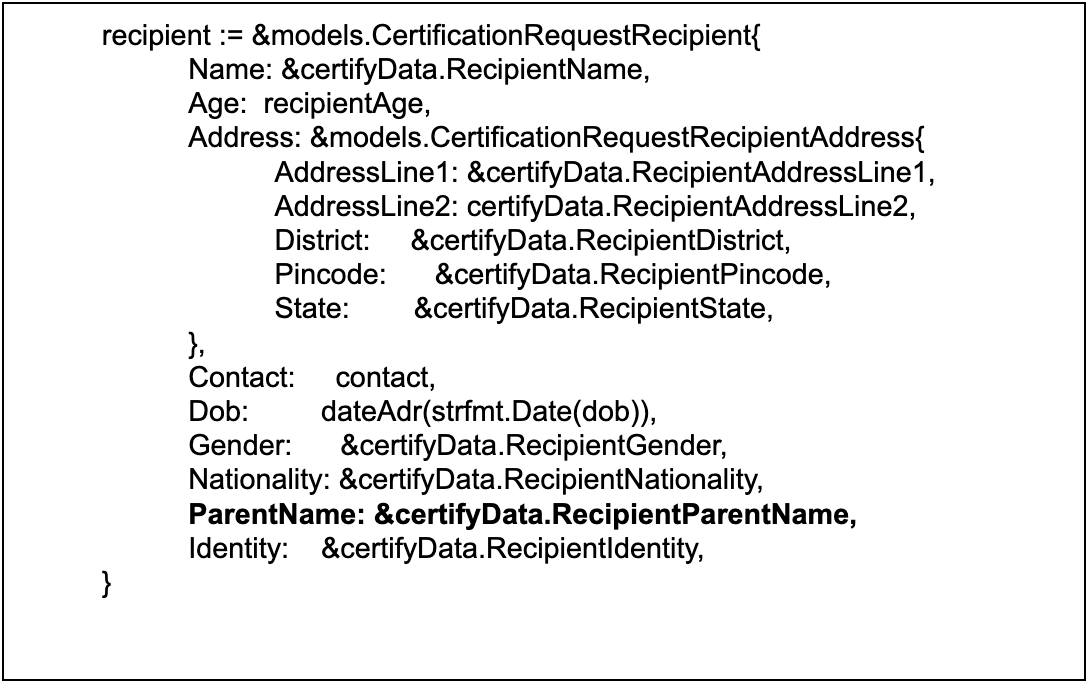 recipient := &models.CertificationRequestRecipient{
Name: &certifyData.RecipientName,
Age:  recipientAge,
Address: &models.CertificationRequestRecipientAddress{
AddressLine1: &certifyData.RecipientAddressLine1,
AddressLine2: certifyData.RecipientAddressLine2,
District:     &certifyData.RecipientDistrict,
Pincode:      &certifyData.RecipientPincode,
State:        &certifyData.RecipientState,
},
Contact:     contact,
Dob:         dateAdr(strfmt.Date(dob)),
Gender:      &certifyData.RecipientGender,
Nationality: &certifyData.RecipientNationality,
ParentName: &certifyData.RecipientParentName,
Identity:    &certifyData.RecipientIdentity,
}